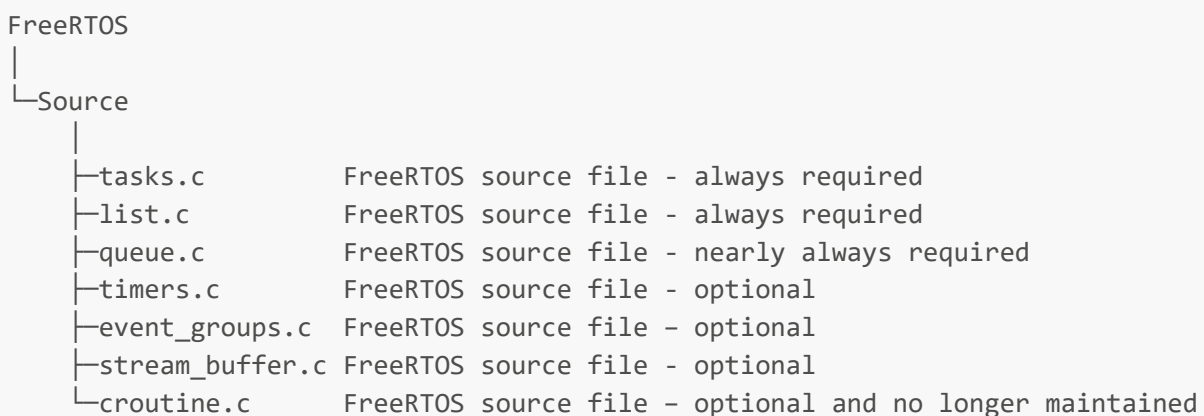 FreeRTOS
│
└─Source
    │
    ├─tasks.c         FreeRTOS source file - always required
    ├─list.c          FreeRTOS source file - always required
    ├─queue.c         FreeRTOS source file - nearly always required
    ├─timers.c        FreeRTOS source file - optional
    ├─event_groups.c  FreeRTOS source file – optional
    ├─stream_buffer.c FreeRTOS source file - optional
    └─croutine.c      FreeRTOS source file – optional and no longer maintained